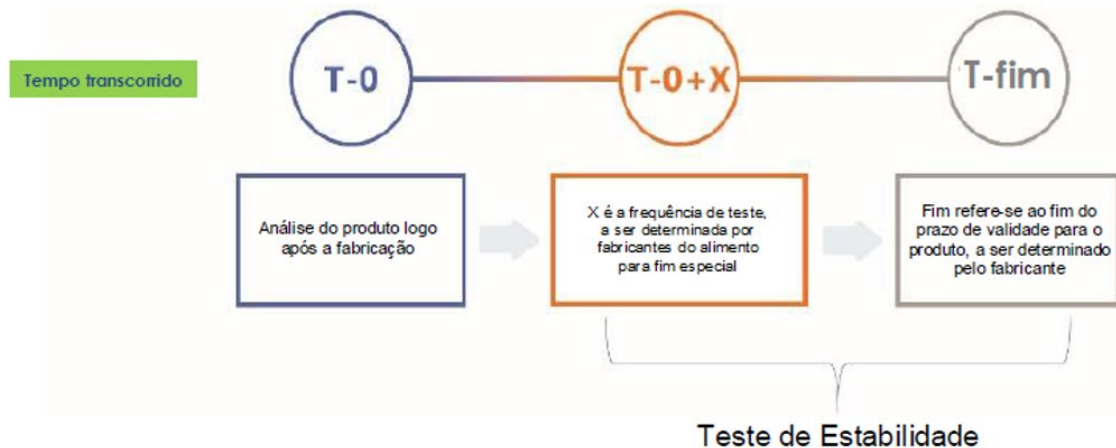 Tempo transcorrido
T-0
T-0+X
T-fim
Análise do produto logo
após a fabricação
X é a frequência de teste,
a ser determinada por
fabricantes do alimento
para fim especial
Fim refere-se ao fim do
prazo de validade para o
produto, a ser determinado
pelo fabricante
Teste de Estabilidade